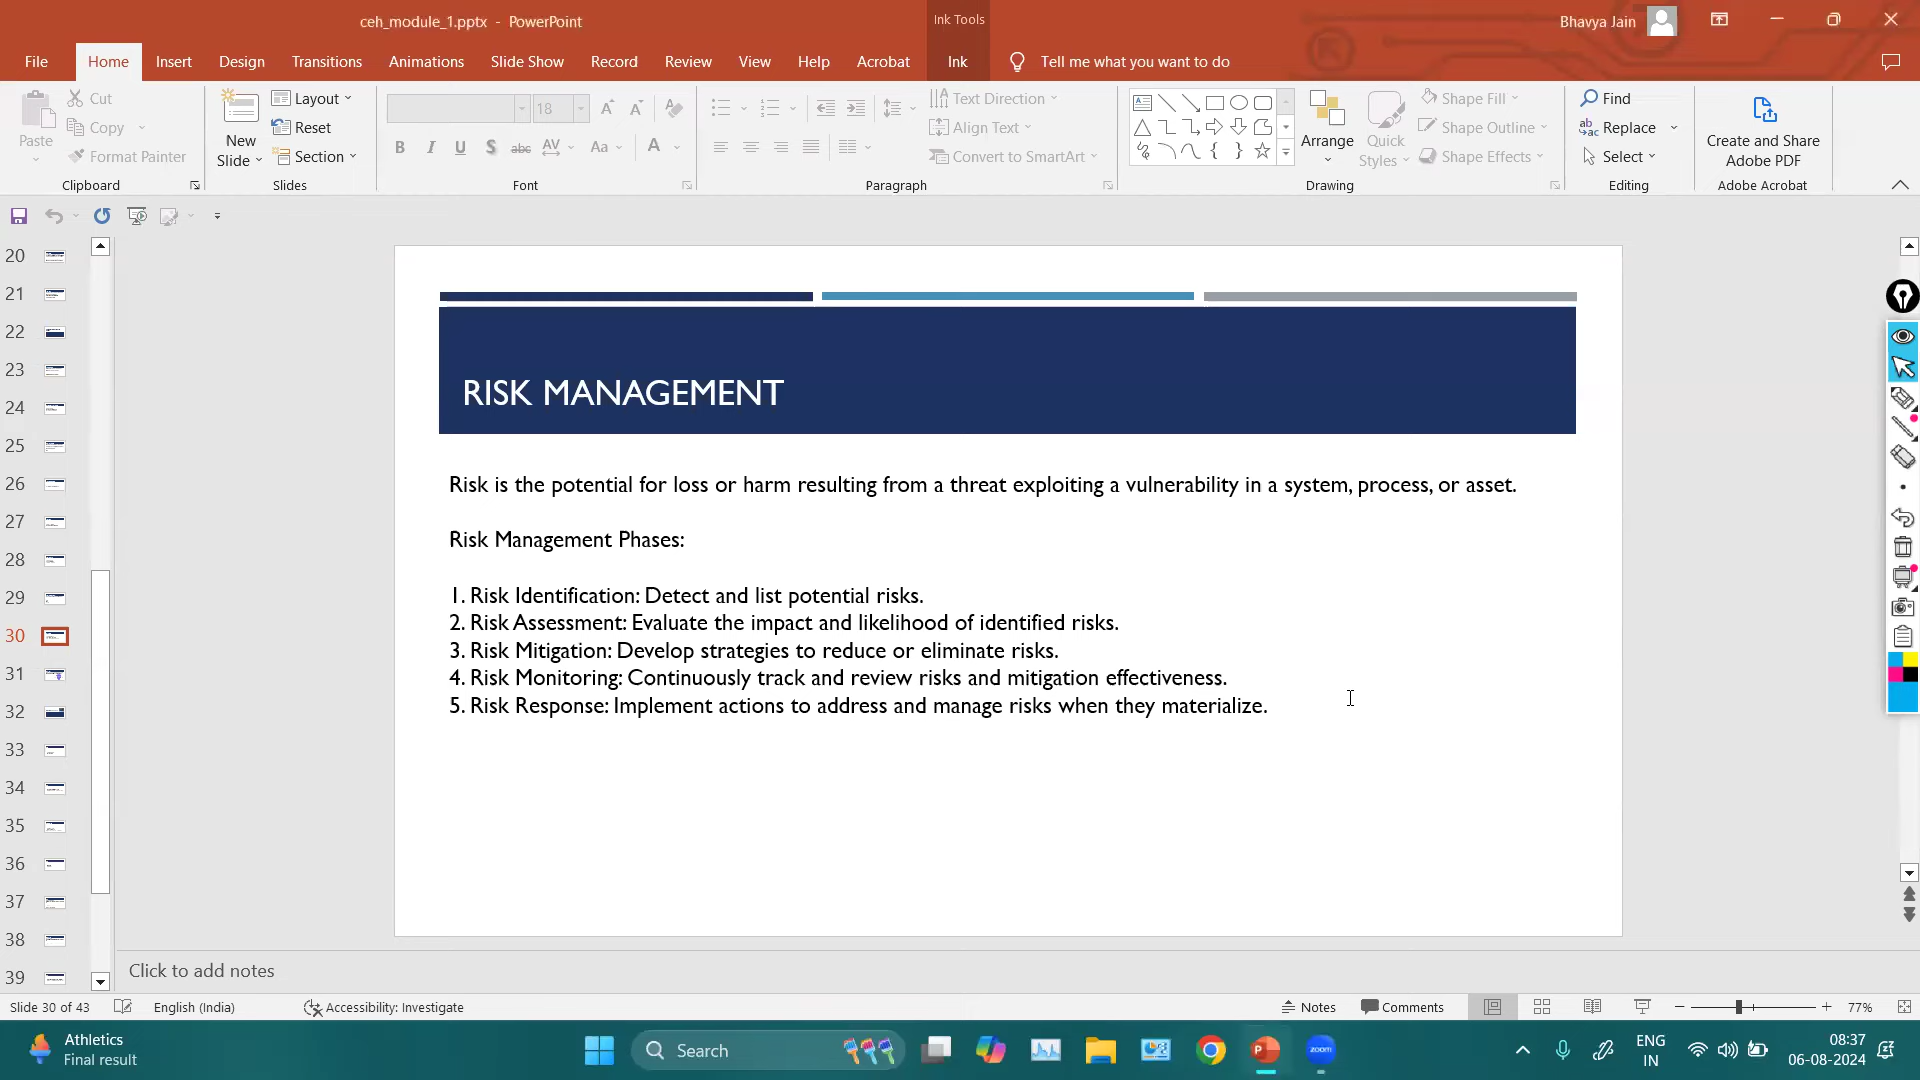 ceh_module_1.pptx - PowerPoint
Ink Tools
Bhavya Jain
File Home Insert Design Transitions Animations Slide Show Record Review View Help Acrobat Ink Tell me what you want to do
Paste
Cut
Copy
Format Painter
Clipboard
New Slide
Layout
Reset
Section
Slides
18
B I U S abc AV Aa A
Font
Text Direction
Align Text
Convert to SmartArt
Paragraph
Arrange
Quick Styles
Shape Fill
Shape Outline
Shape Effects
Drawing
Find
Replace
Select
Editing
Create and Share Adobe PDF
Adobe Acrobat
20
21
22
23
24
25
26
27
28
29
30
31
32
33
34
35
36
37
38
39
RISK MANAGEMENT
Risk is the potential for loss or harm resulting from a threat exploiting a vulnerability in a system, process, or asset.
Risk Management Phases:
1. Risk Identification: Detect and list potential risks.
2. Risk Assessment: Evaluate the impact and likelihood of identified risks.
3. Risk Mitigation: Develop strategies to reduce or eliminate risks.
4. Risk Monitoring: Continuously track and review risks and mitigation effectiveness.
5. Risk Response: Implement actions to address and manage risks when they materialize.
Click to add notes
Slide 30 of 43 English (India) Accessibility: Investigate Notes Comments 77%
Athletics
Final result
Search
zoom
ENG
IN
08:37
06-08-2024